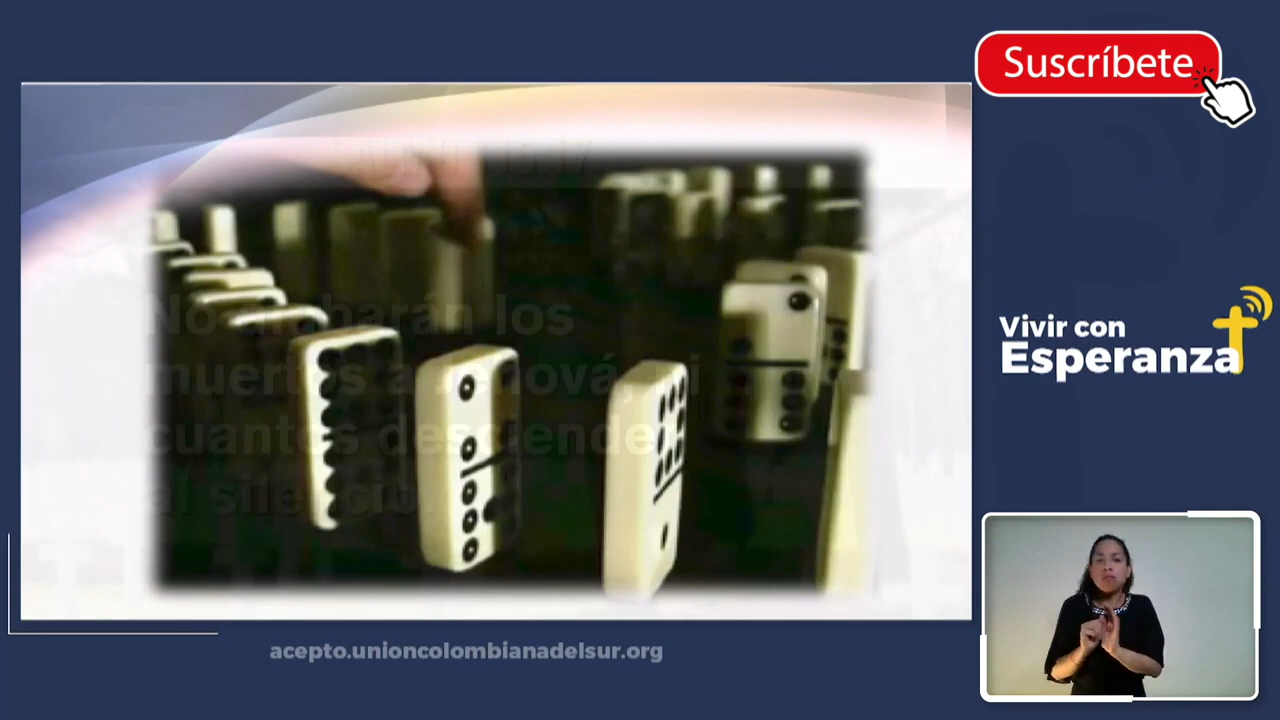 Suscríbete
No alabarán los
muertos a Jehová, ni
cuantos descienden
al silencio.
Vivir con
Esperanza
acepto.unioncolombianadelsur.org